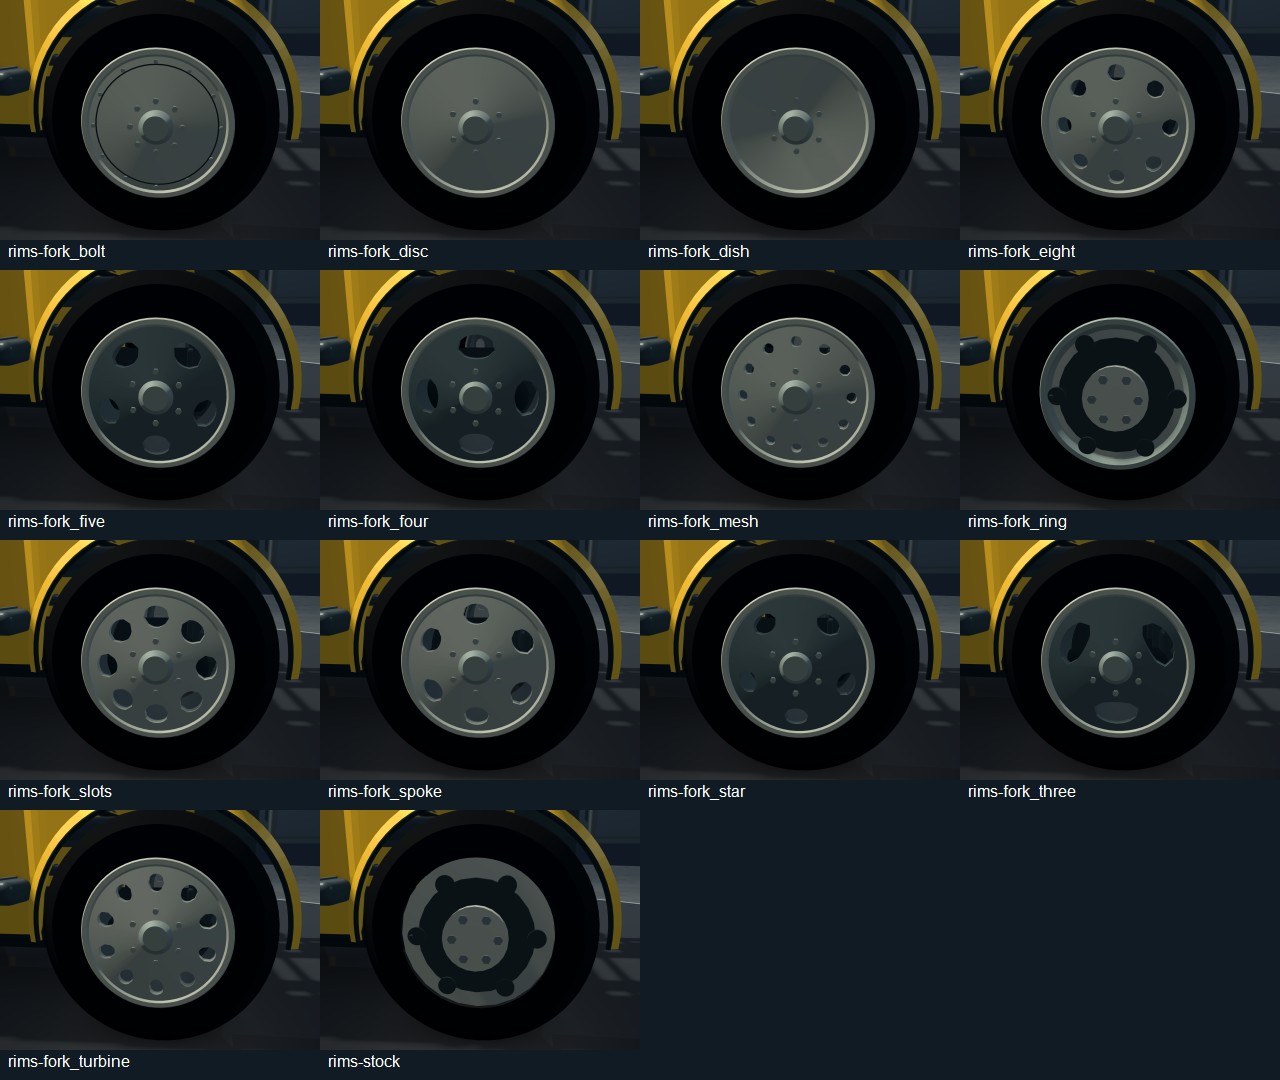 rims-fork_bolt
rims-fork_disc
rims-fork_dish
rims-fork_eight
rims-fork_five
rims-fork_four
rims-fork_mesh
rims-fork_ring
rims-fork_slots
rims-fork_spoke
rims-fork_star
rims-fork_three
rims-fork_turbine
rims-stock